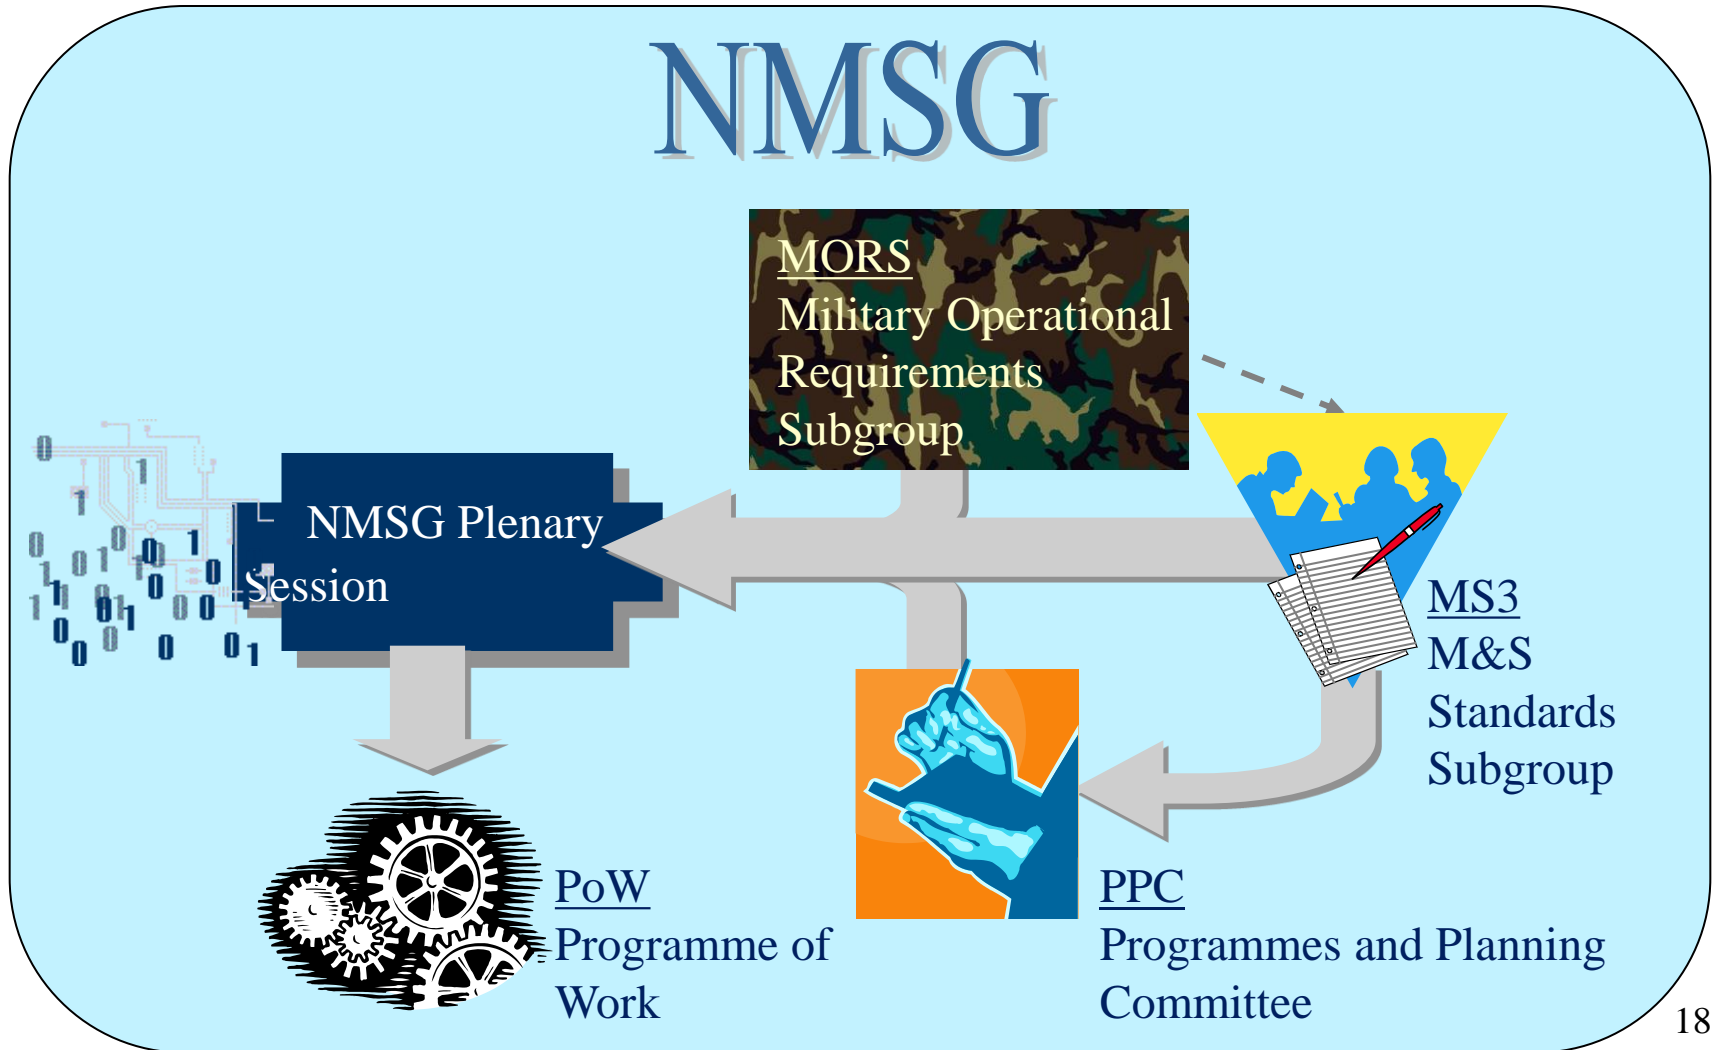 NMSG
MORS
Military Operational
Requirements
Subgroup
NMSG Plenary
Session
MS3
M&S
Standards
Subgroup
PoW
Programme of
Work
PPC
Programmes and Planning
Committee
18